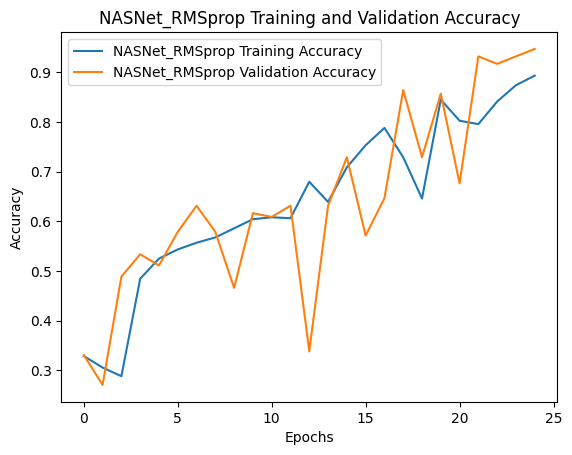 NASNet_RMSprop Training and Validation Accuracy
NASNet_RMSprop Training Accuracy
NASNet_RMSprop Validation Accuracy
Accuracy
0.9
0.8
0.7
0.6
0.5
0.4
0.3
0 5 10 15 20 25
Epochs